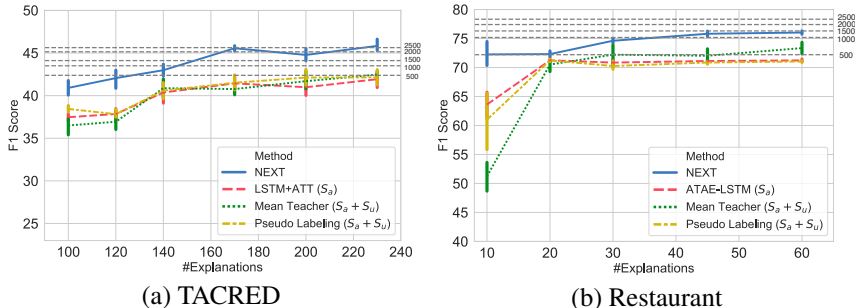 50
45
40
35
30
25
F1 Score
2500
2000
1500
1000
500
Method
NEXT
LSTM+ATT (Sa)
Mean Teacher (Sa + Su)
Pseudo Labeling (Sa + Su)
100 120 140 160 180 200 220 240
#Explanations
(a) TACRED
80
75
70
65
60
55
50
45
40
F1 Score
2500
2000
1500
1000
500
Method
NEXT
ATAE-LSTM (Sa)
Mean Teacher (Sa + Su)
Pseudo Labeling (Sa + Su)
10 20 30 40 50 60
#Explanations
(b) Restaurant